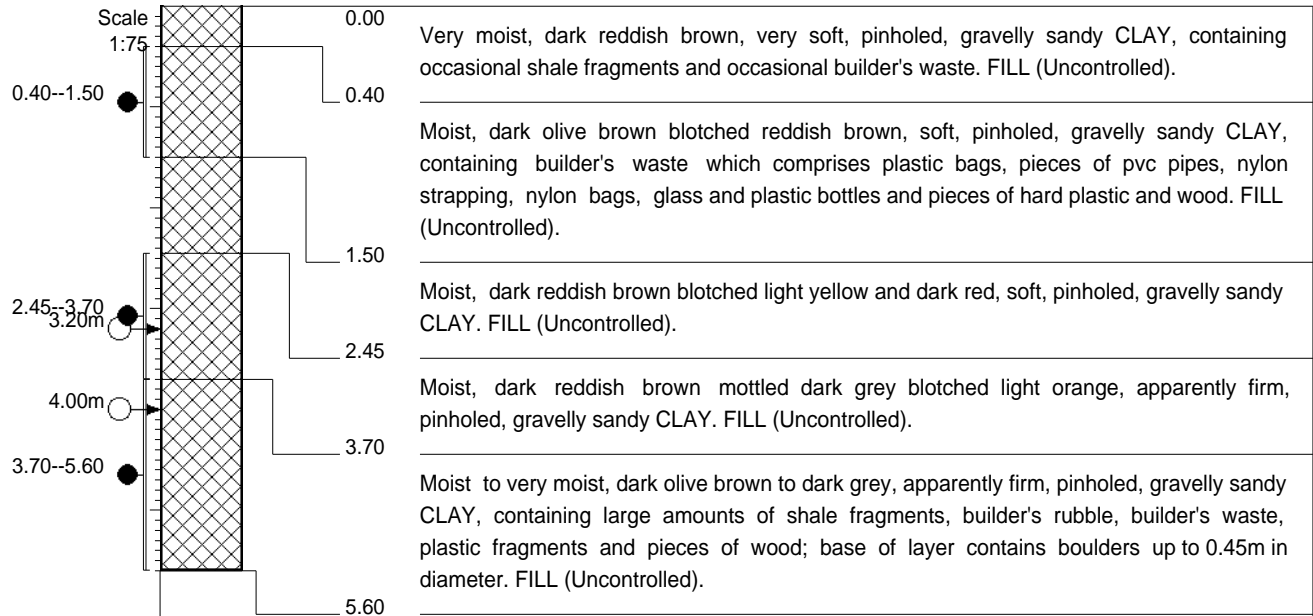 Scale
1:75
0.00
Very moist, dark reddish brown, very soft, pinholed, gravelly sandy CLAY, containing
occasional shale fragments and occasional builder's waste. FILL (Uncontrolled).
0.40--1.50
0.40
Moist, dark olive brown blotched reddish brown, soft, pinholed, gravelly sandy CLAY,
containing builder's waste which comprises plastic bags, pieces of pvc pipes, nylon
strapping, nylon bags, glass and plastic bottles and pieces of hard plastic and wood. FILL
(Uncontrolled).
1.50
Moist, dark reddish brown blotched light yellow and dark red, soft, pinholed, gravelly sandy
CLAY. FILL (Uncontrolled).
2.45--3.70
3.20m
2.45
Moist, dark reddish brown mottled dark grey blotched light orange, apparently firm,
pinholed, gravelly sandy CLAY. FILL (Uncontrolled).
4.00m
3.70
3.70--5.60
Moist to very moist, dark olive brown to dark grey, apparently firm, pinholed, gravelly sandy
CLAY, containing large amounts of shale fragments, builder's rubble, builder's waste,
plastic fragments and pieces of wood; base of layer contains boulders up to 0.45m in
diameter. FILL (Uncontrolled).
5.60